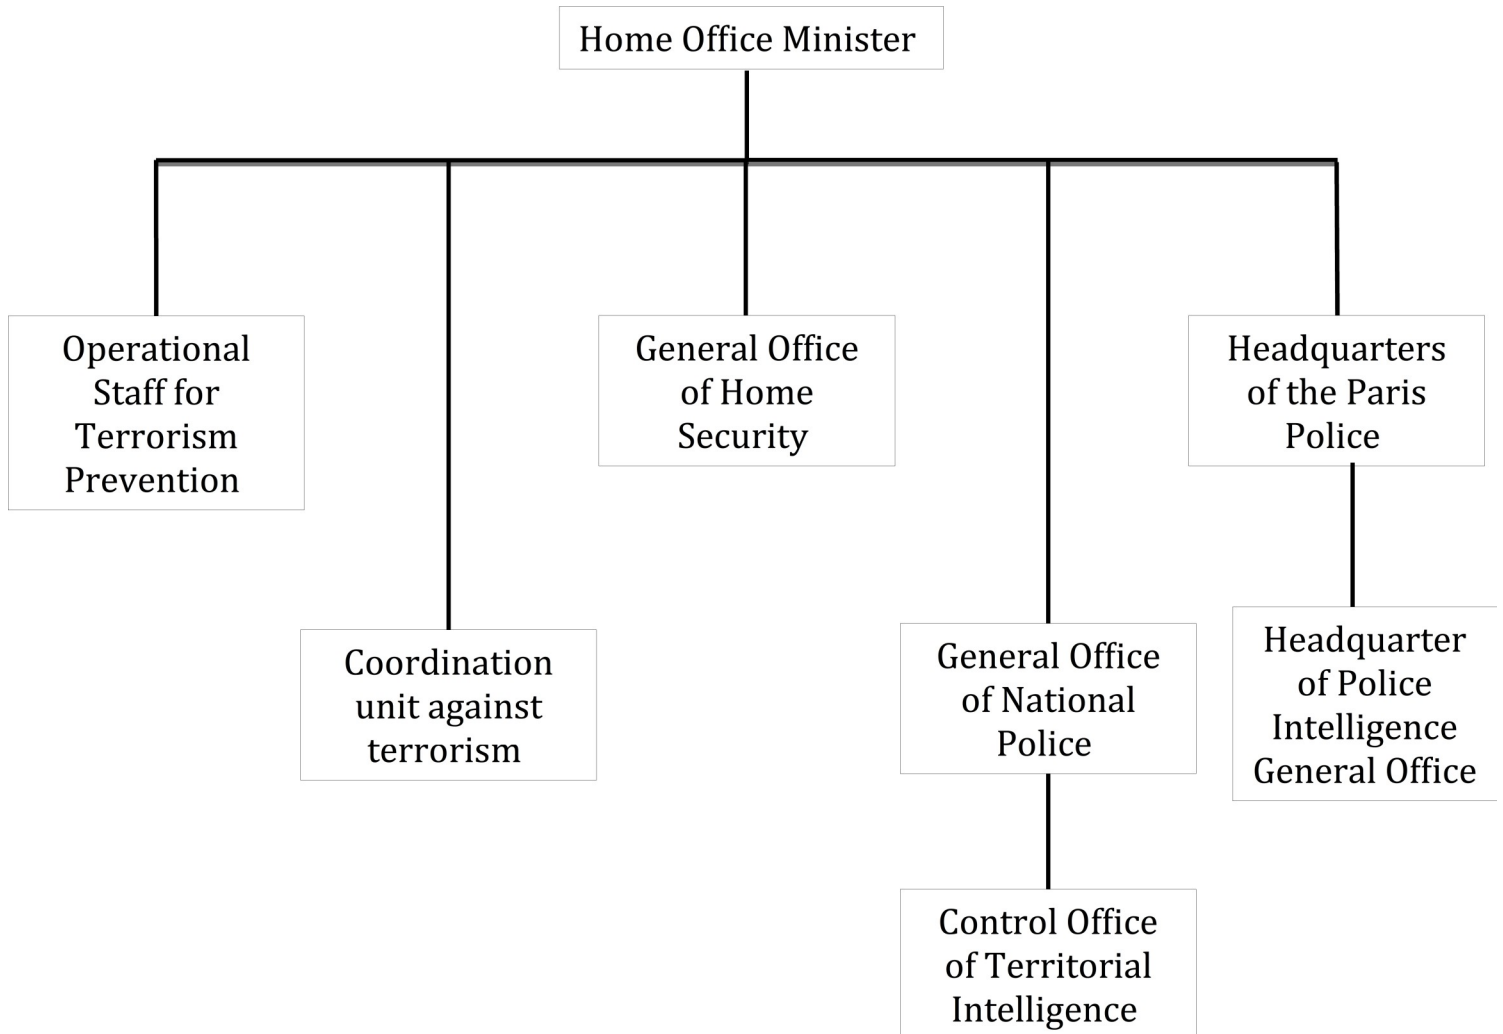 Home Office Minister
Operational
Staff for
Terrorism
Prevention
General Office
of Home
Security
Headquarters
of the Paris
Police
Coordination
unit against
terrorism
General Office
of National
Police
Headquarter
of Police
Intelligence
General Office
Control Office
of Territorial
Intelligence